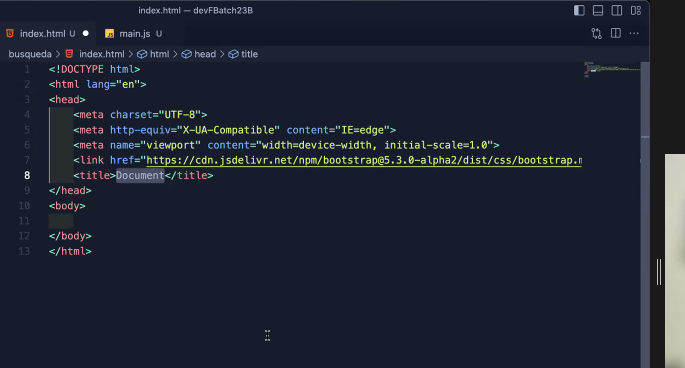 index.html — devFBatch23B
index.html U main.js U
busqueda > index.html > html > head > title
1 <!DOCTYPE html>
2 <html lang="en">
3 <head>
4 <meta charset="UTF-8">
5 <meta http-equiv="X-UA-Compatible" content="IE=edge">
6 <meta name="viewport" content="width=device-width, initial-scale=1.0">
7 <link href="https://cdn.jsdelivr.net/npm/bootstrap@5.3.0-alpha2/dist/css/bootstrap.m
8 <title>Document</title>
9 </head>
10 <body>
11
12 </body>
13 </html>